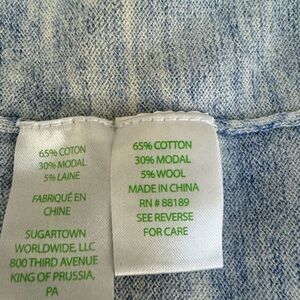 65% COTON
30% MODAL
5% LAINE
FABRIQUÉ EN
CHINE
SUGARTOWN
WORLDWIDE, LLC
800 THIRD AVENUE
KING OF PRUSSIA,
PA
65% COTTON
30% MODAL
5% WOOL
MADE IN CHINA
RN # 88189
SEE REVERSE
FOR CARE